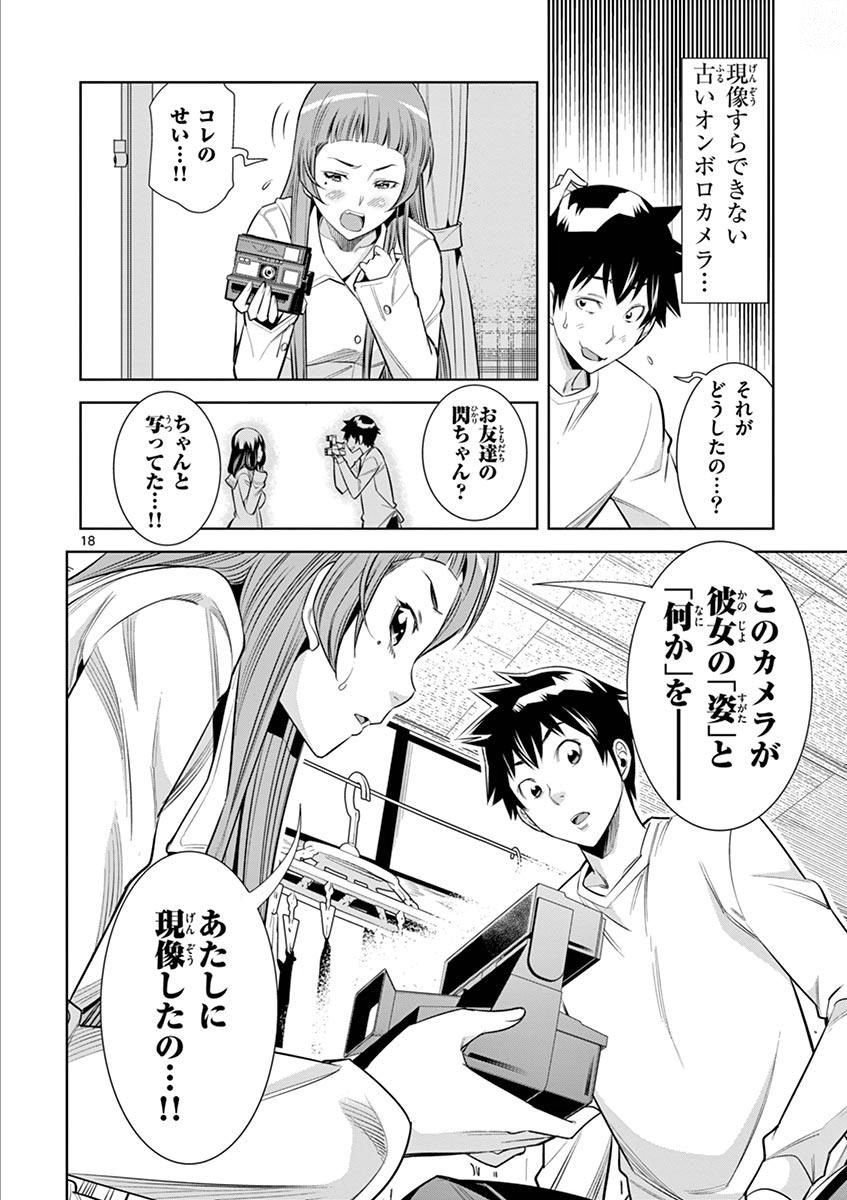 現像すらできない
古いオンボロカメラ…
それが
どうしたの…?
コレの
せい…!!
お友達の
閃ちゃん?
ちゃんと
写ってた…!!
18
このカメラが
彼女の「姿」と
「何か」を――
あたしに
現像したの…!!